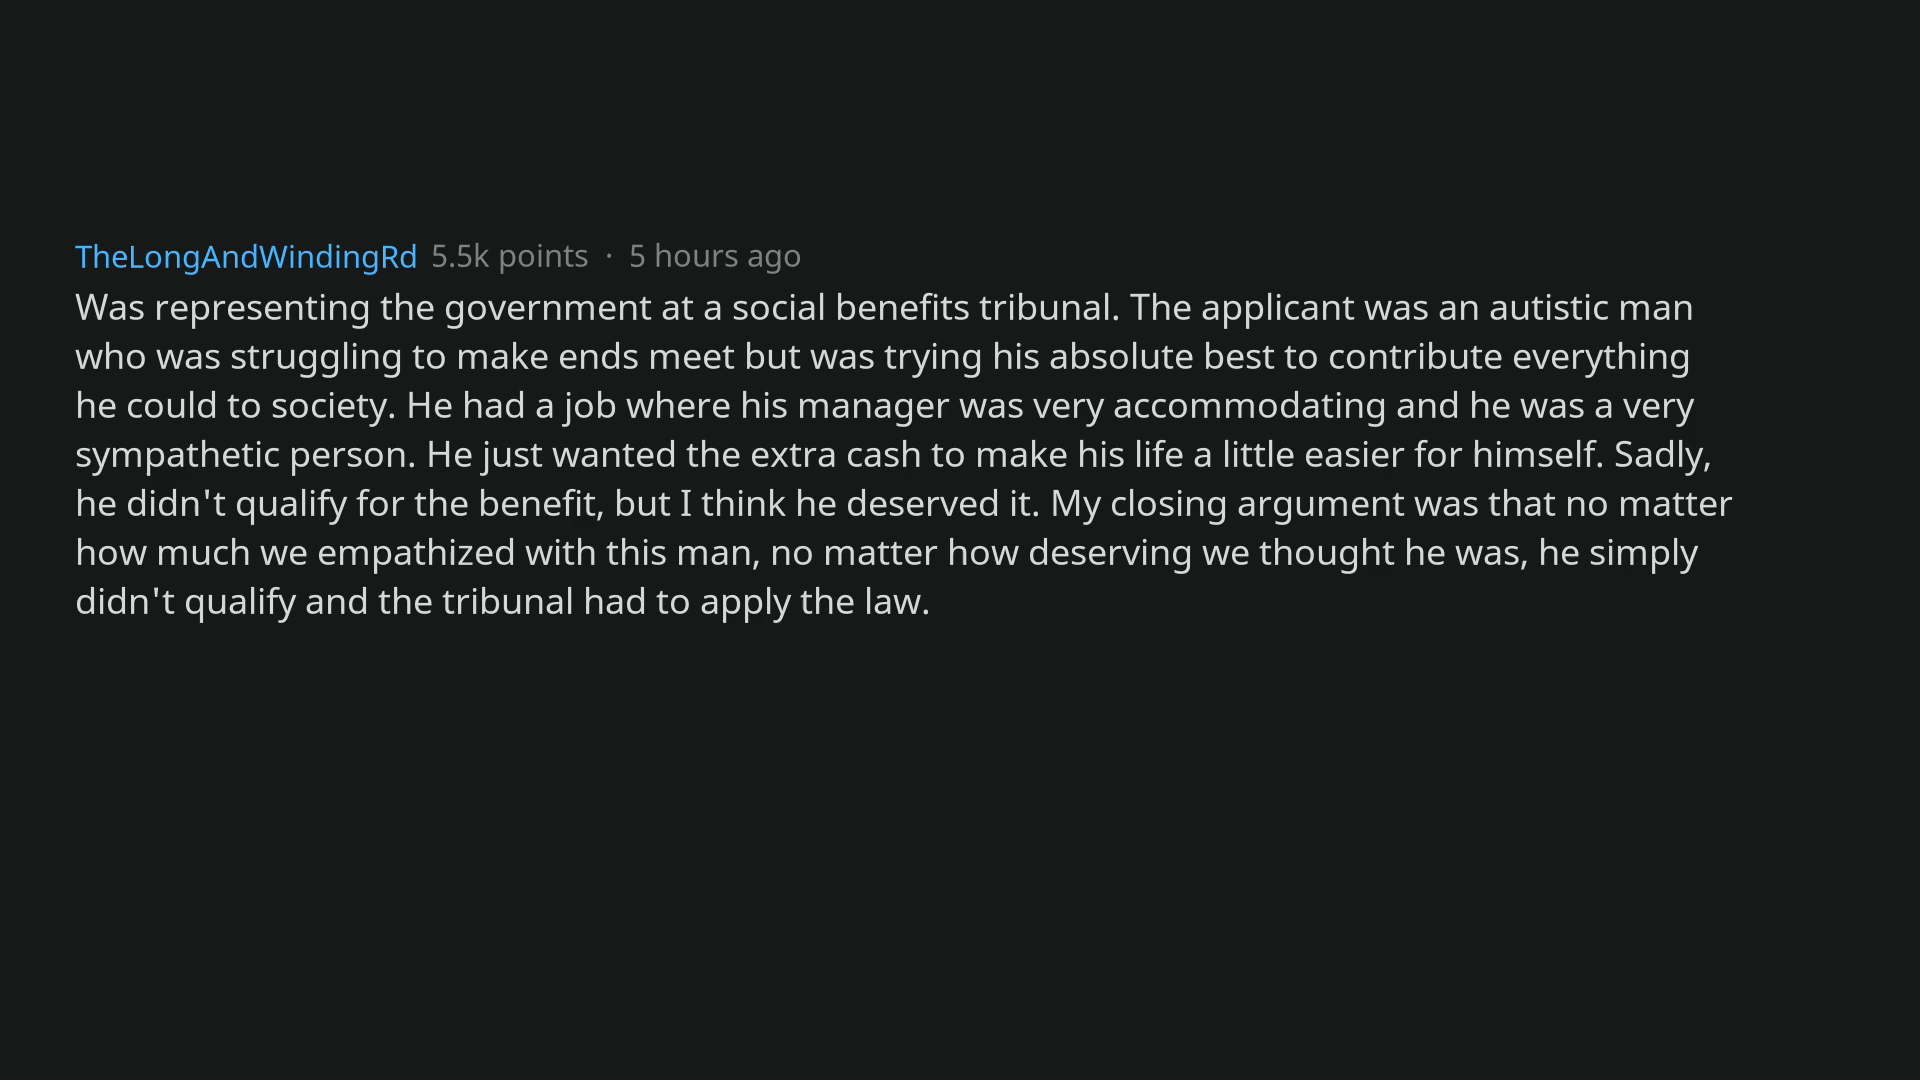 TheLongAndWindingRd 5.5k points · 5 hours ago
Was representing the government at a social benefits tribunal. The applicant was an autistic man
who was struggling to make ends meet but was trying his absolute best to contribute everything
he could to society. He had a job where his manager was very accommodating and he was a very
sympathetic person. He just wanted the extra cash to make his life a little easier for himself. Sadly,
he didn't qualify for the benefit, but I think he deserved it. My closing argument was that no matter
how much we empathized with this man, no matter how deserving we thought he was, he simply
didn't qualify and the tribunal had to apply the law.